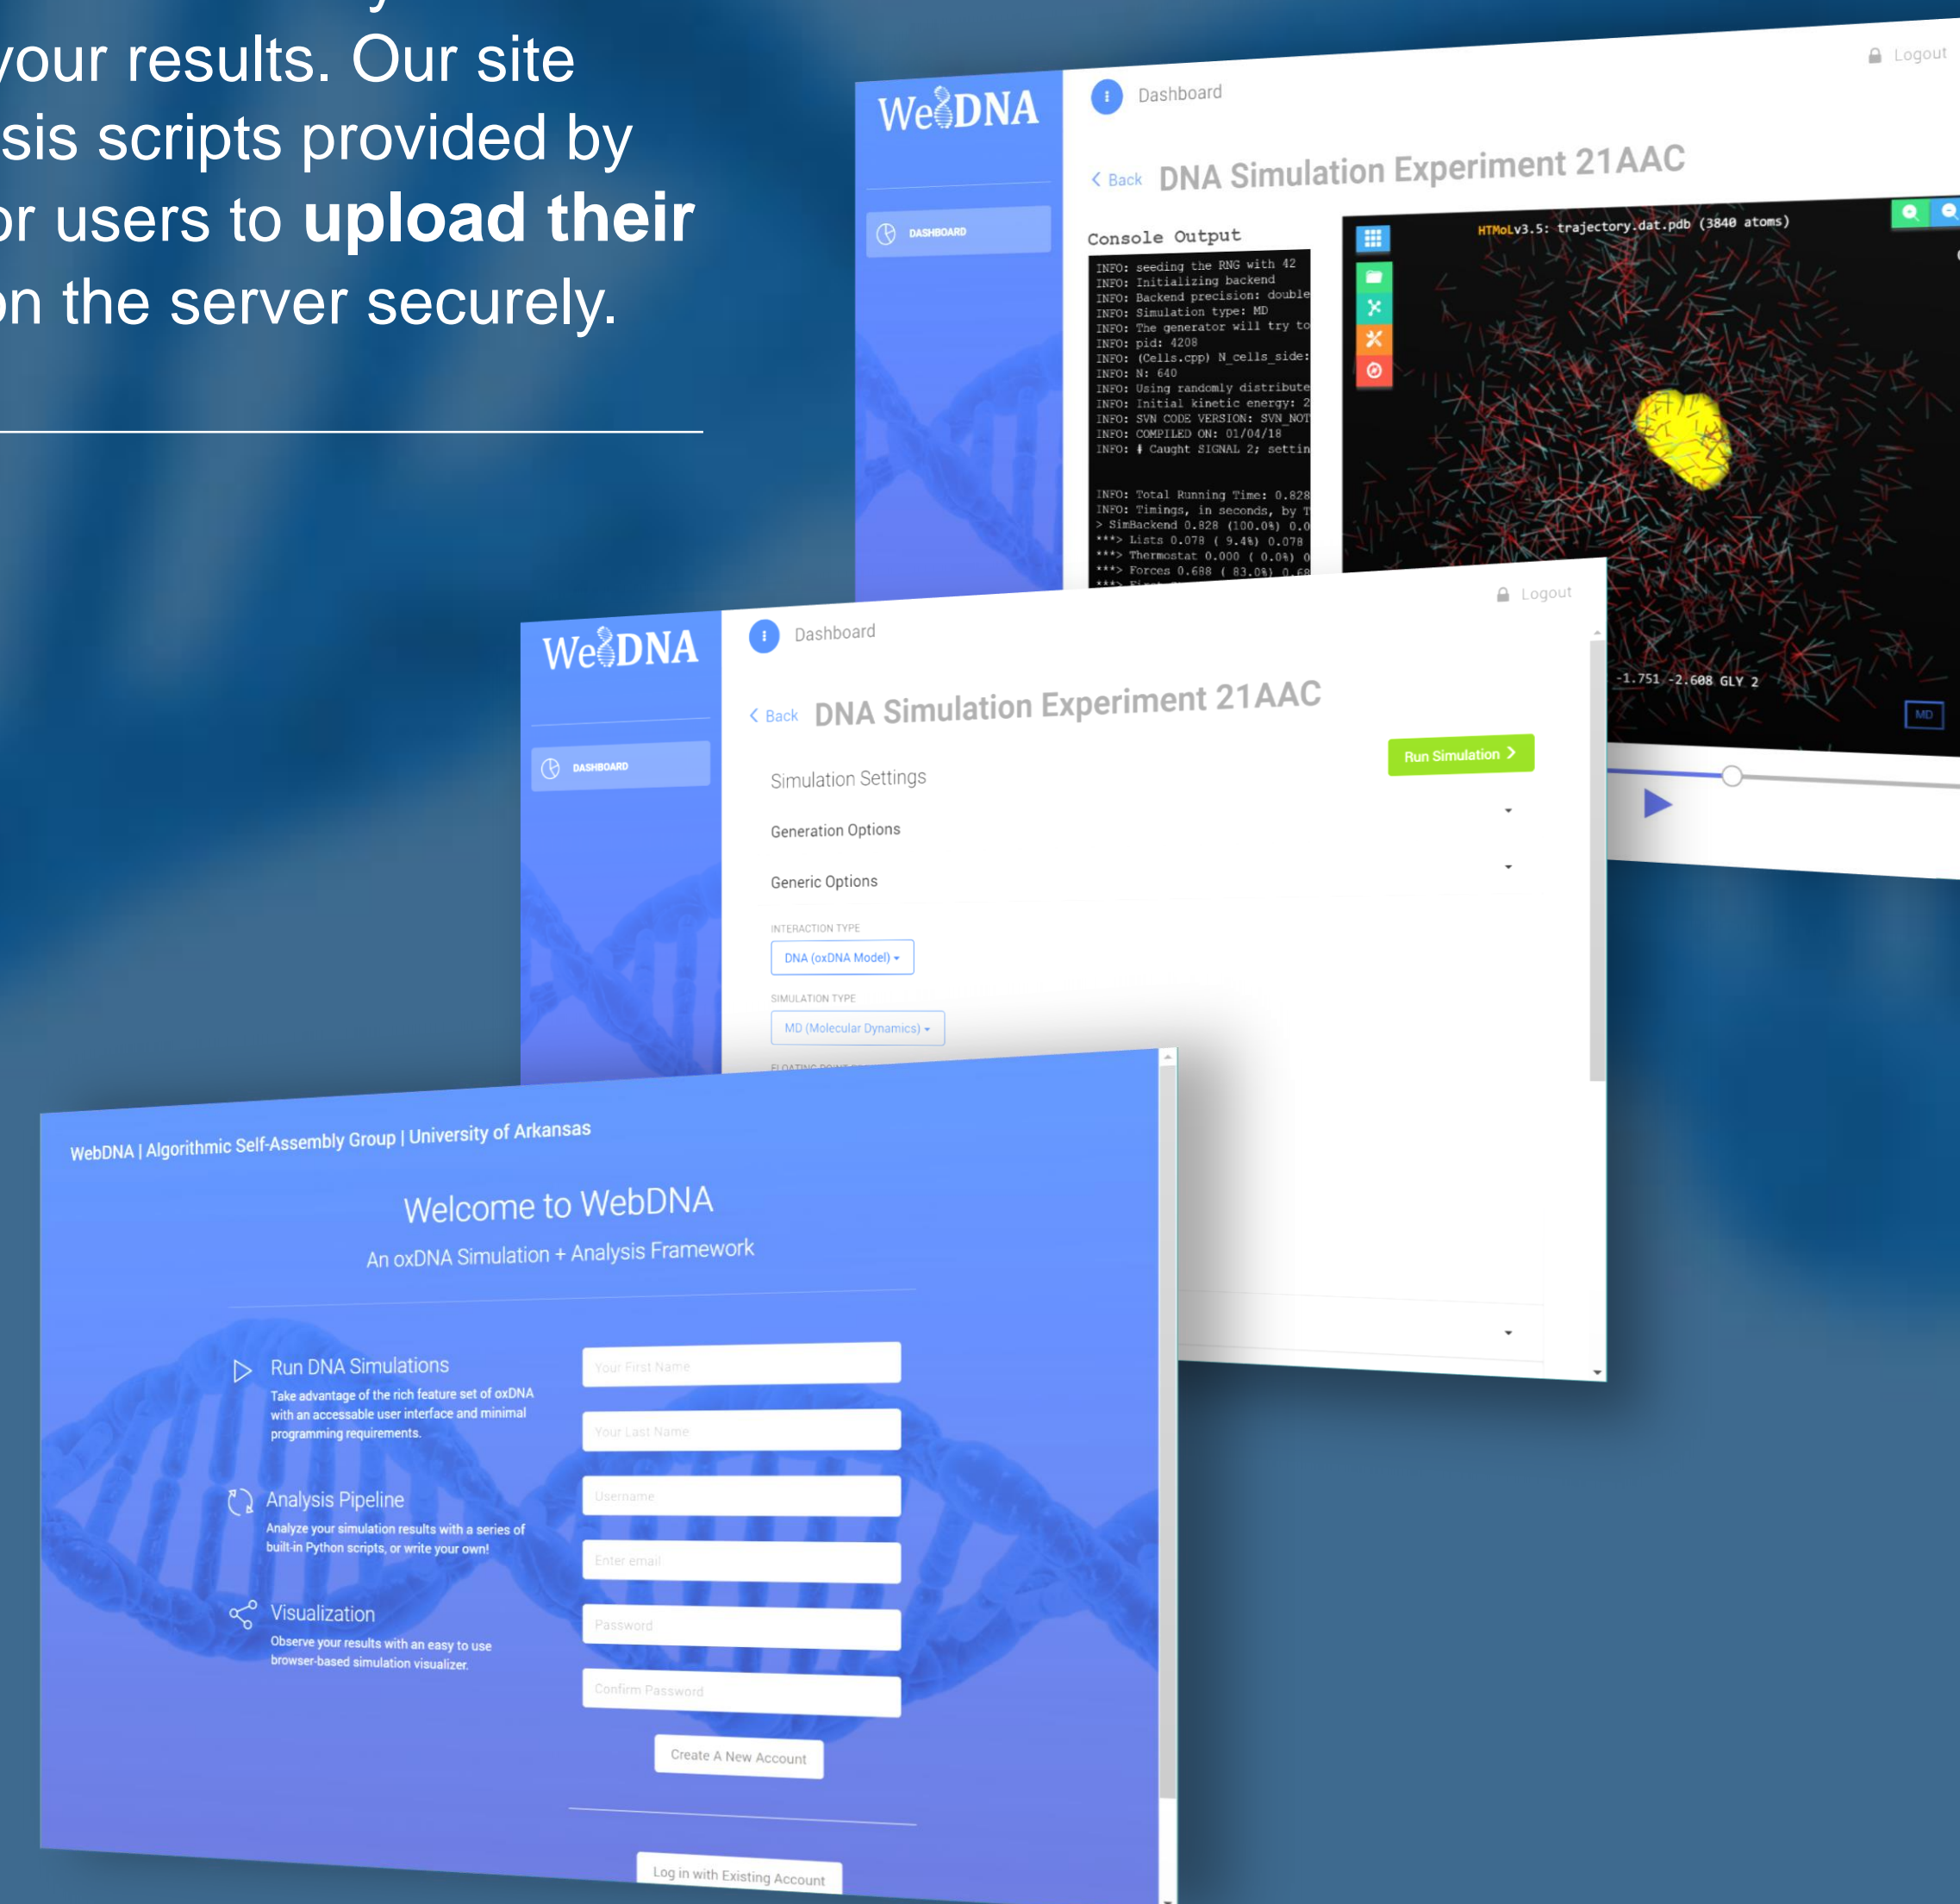 your results. Our site
sis scripts provided by
or users to upload their
on the server securely.
WebDNA
Dashboard
Logout
DASHBOARD
Back DNA Simulation Experiment 21AAC
Console Output
INFO: seeding the RNG with 42
INFO: Initializing backend
INFO: Backend precision: double
INFO: Simulation type: MD
INFO: The generator will try to
INFO: pid: 4208
INFO: (Cells.cpp) N_cells_side:
INFO: N: 640
INFO: Using randomly distribute
INFO: Initial kinetic energy: 2
INFO: SVN CODE VERSION: SVN_NOT
INFO: COMPILED ON: 01/04/18
INFO: # Caught SIGNAL 2; settin
INFO: Total Running Time: 0.828
INFO: Timings, in seconds, by T
> SimBackend 0.828 (100.0%) 0.0
***> Lists 0.078 ( 9.4%) 0.078
***> Thermostat 0.000 ( 0.0%) 0
***> Forces 0.688 ( 83.0%) 0.68
HTMoLv3.5: trajectory.dat.pdb (3840 atoms)
-1.751 -2.608 GLY 2
MD
WebDNA
Dashboard
Logout
DASHBOARD
Back DNA Simulation Experiment 21AAC
Run Simulation
Simulation Settings
Generation Options
Generic Options
INTERACTION TYPE
DNA (oxDNA Model)
SIMULATION TYPE
MD (Molecular Dynamics)
FLOATING POINT
WebDNA | Algorithmic Self-Assembly Group | University of Arkansas
Welcome to WebDNA
An oxDNA Simulation + Analysis Framework
Run DNA Simulations
Take advantage of the rich feature set of oxDNA
with an accessable user interface and minimal
programming requirements.
Analysis Pipeline
Analyze your simulation results with a series of
built-in Python scripts, or write your own!
Visualization
Observe your results with an easy to use
browser-based simulation visualizer.
Your First Name
Your Last Name
Username
Enter email
Password
Confirm Password
Create A New Account
Log in with Existing Account